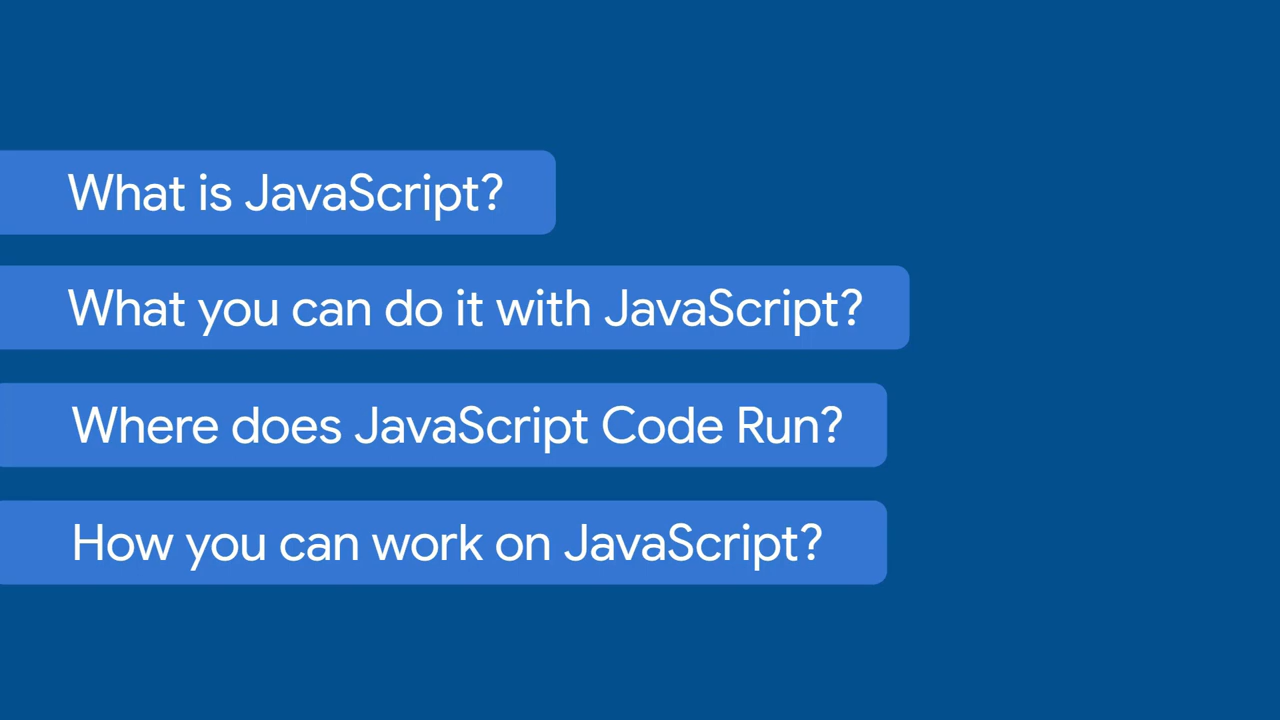 What is JavaScript?
What you can do it with JavaScript?
Where does JavaScript Code Run?
How you can work on JavaScript?